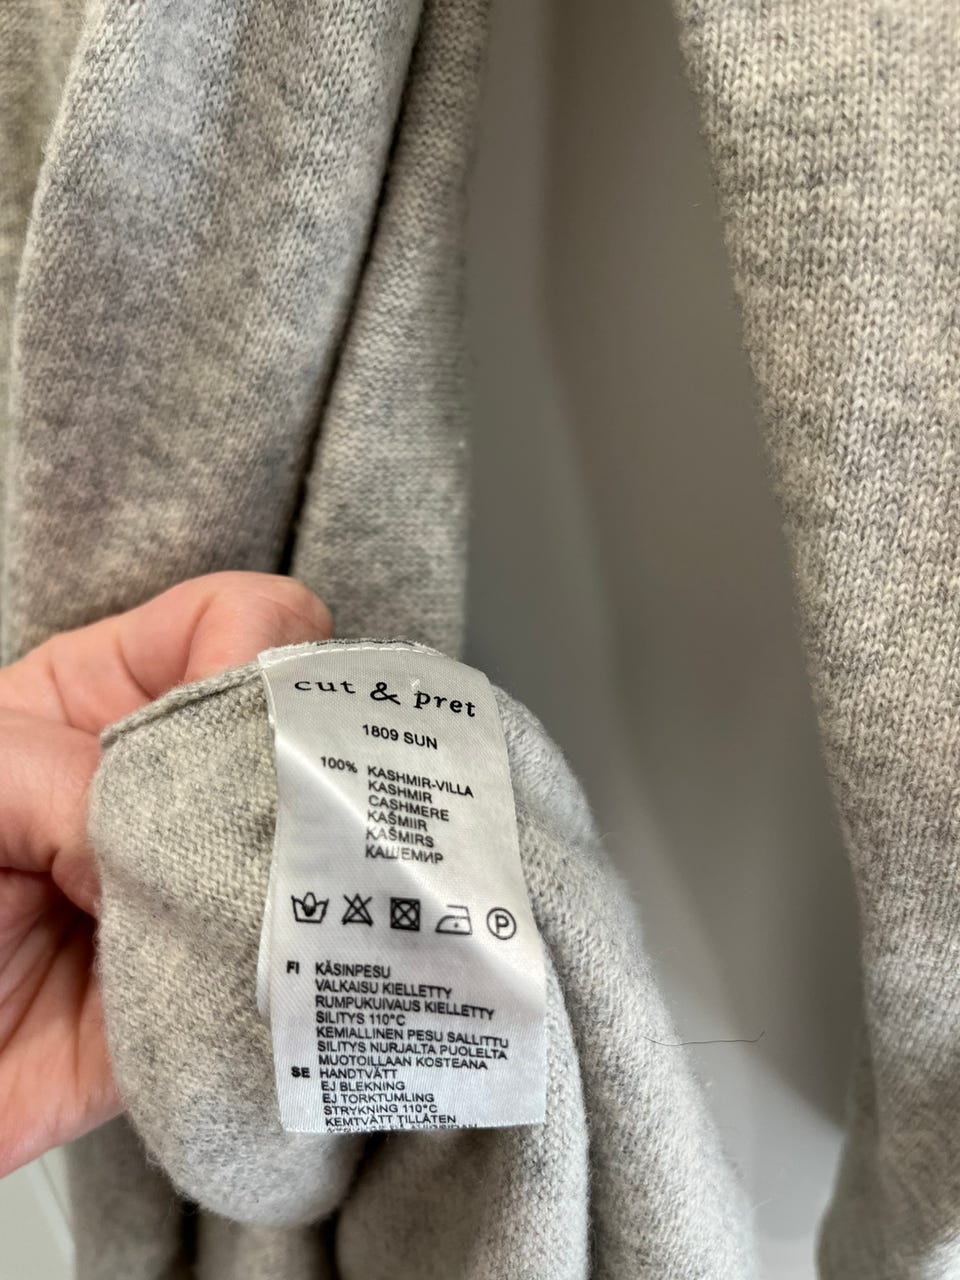 cut & pret
1809 SUN
100% KASHMIR-VILLA
KASHMIR
CASHMERE
KAŠMIIR
KAŠMIRS
КАШЕМИР
P
FI KÄSINPESU
VALKAISU KIELLETTY
RUMPUKUIVAUS KIELLETTY
SILITYS 110°C
KEMIALLINEN PESU SALLITTU
SILITYS NURJALTA PUOLELTA
MUOTOILLAAN KOSTEANA
SE HANDTVÄTT
EJ BLEKNING
EJ TORKTUMLING
STRYKNING 110°C
KEMTVÄTT TILLÅTEN